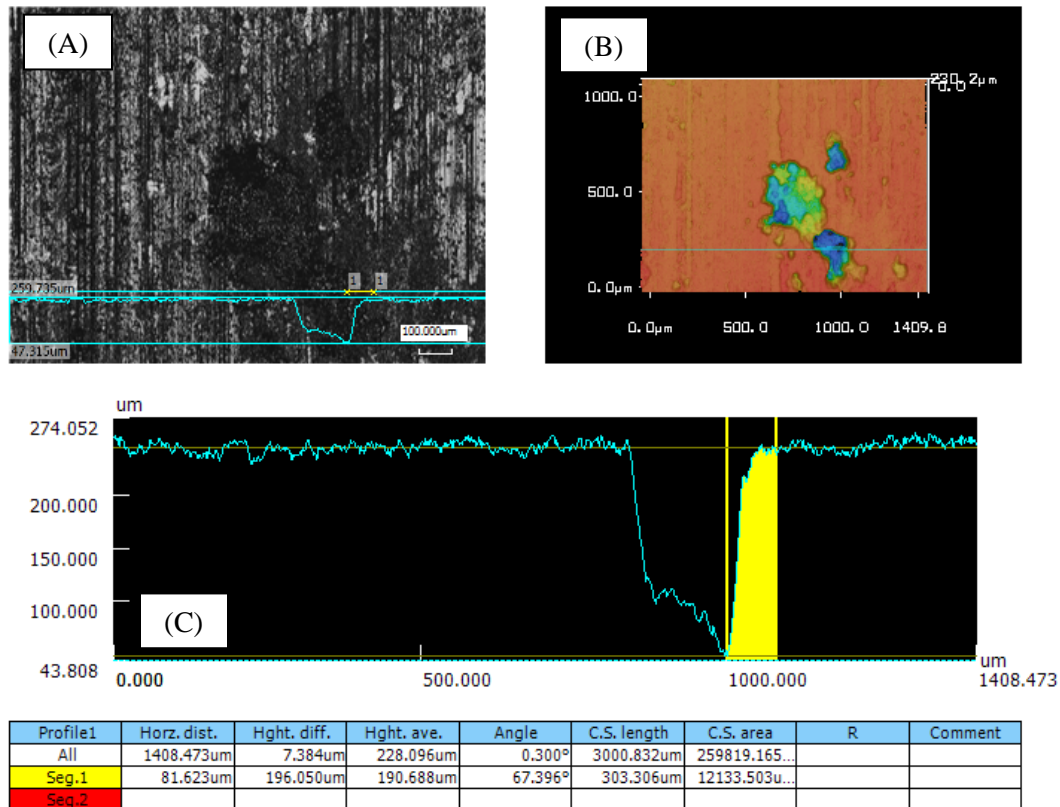 (A)
259.735um
1 1
100.000um
47.315um
(B)
1000.0
500.0
0.0μm
230.2μm
0.0
0.0μm 500.0 1000.0 1409.8
um
274.052
200.000
150.000
100.000
43.808
(C)
um
0.000 500.000 1000.000 1408.473
Profile1 Horz. dist. Hght. diff. Hght. ave. Angle C.S. length C.S. area R Comment
All 1408.473um 7.384um 228.096um 0.300° 3000.832um 259819.165...
Seg.1 81.623um 196.050um 190.688um 67.396° 303.306um 12133.503u...
Seg.2